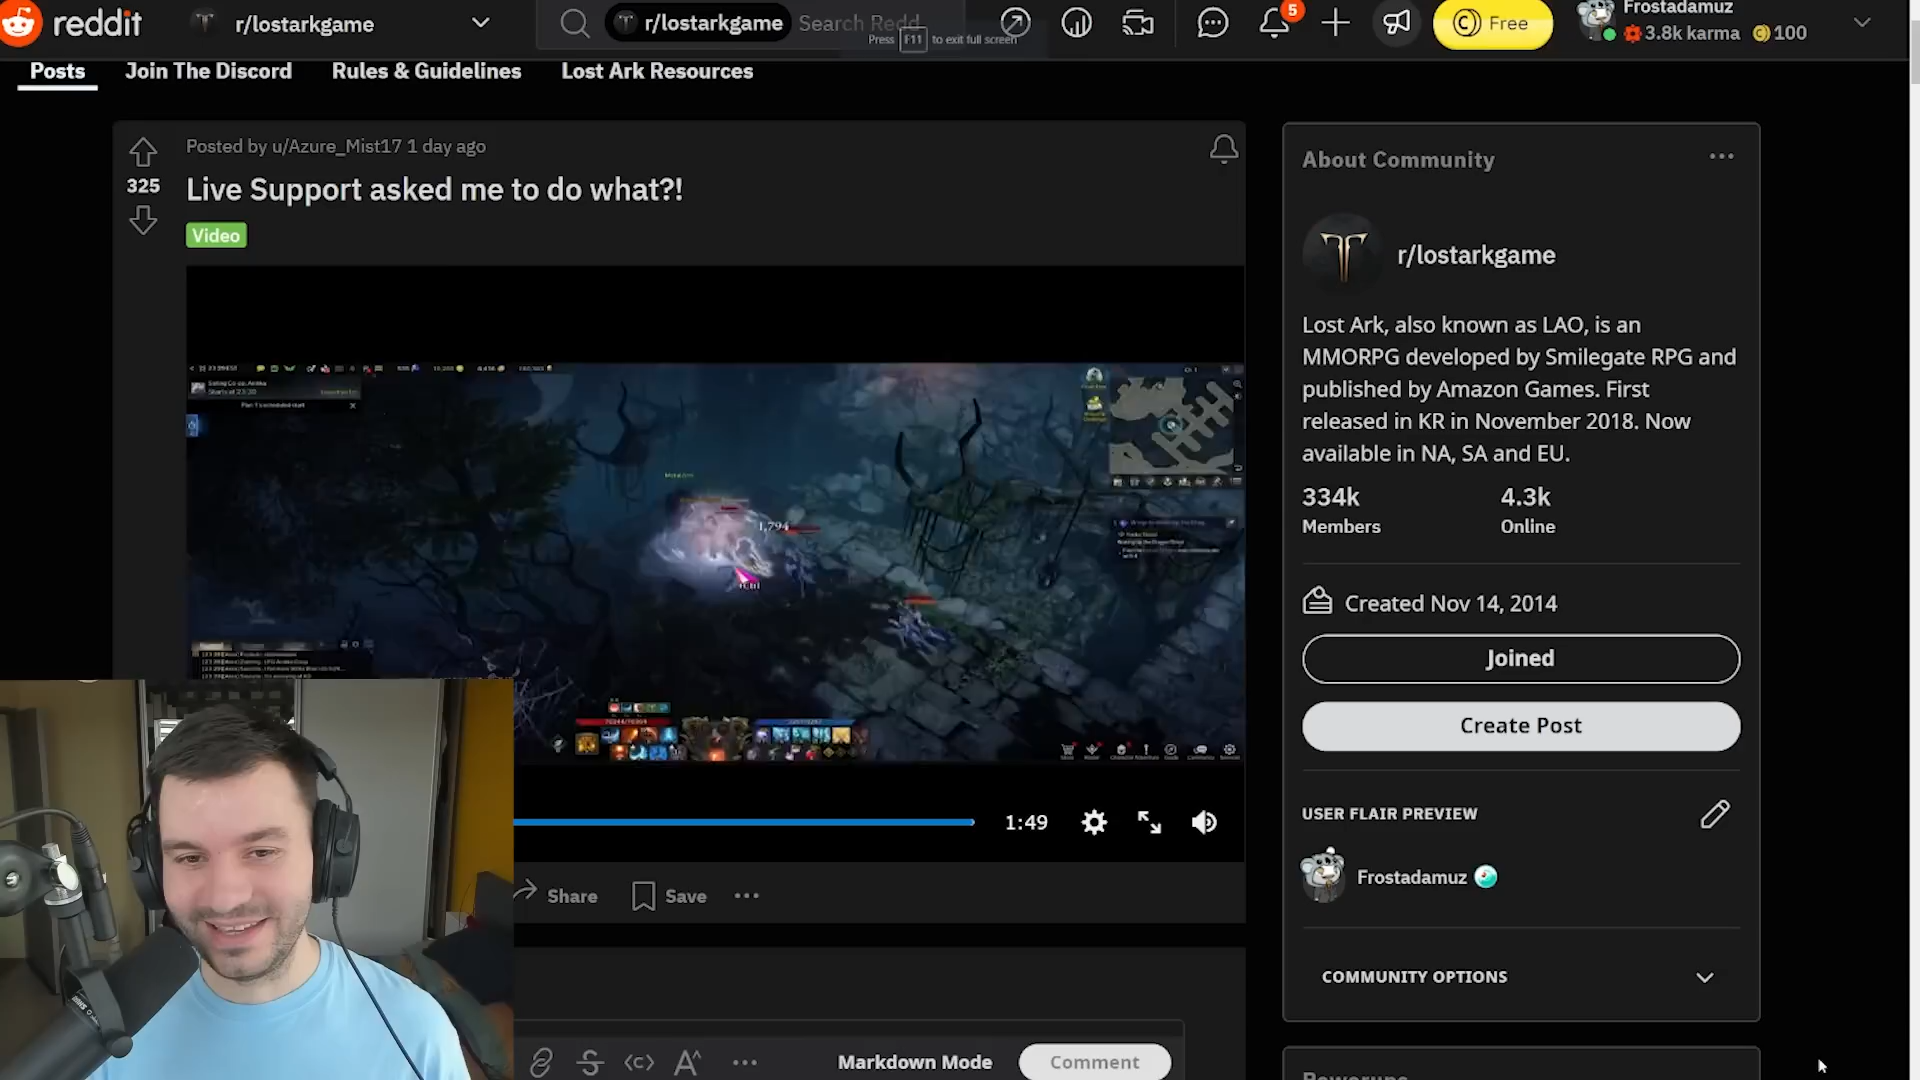 reddit
r/lostarkgame
r/lostarkgame
Search Redd
Press F11 to exit full screen
5
Free
Frostadamuz
3.8k karma
100
Posts
Join The Discord
Rules & Guidelines
Lost Ark Resources
Posted by u/Azure_Mist17 1 day ago
325
Live Support asked me to do what?!
Video
1,794
1:49
Share
Save
Markdown Mode
Comment
About Community
r/lostarkgame
Lost Ark, also known as LAO, is an
MMORPG developed by Smilegate RPG and
published by Amazon Games. First
released in KR in November 2018. Now
available in NA, SA and EU.
334k
4.3k
Members
Online
Created Nov 14, 2014
Joined
Create Post
USER FLAIR PREVIEW
Frostadamuz
COMMUNITY OPTIONS